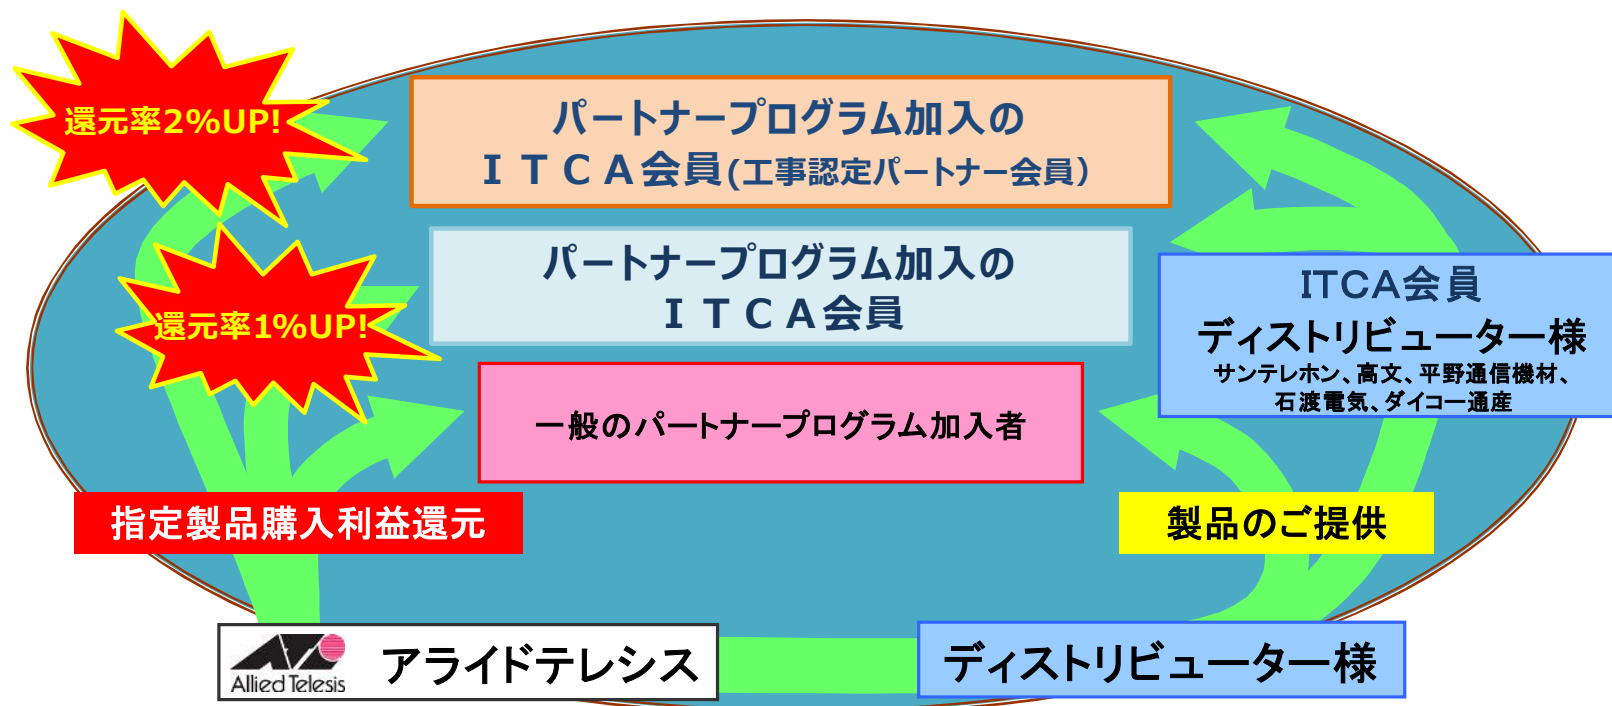 還元率2%UP!
パートナープログラム加入の
ＩＴＣＡ会員(工事認定パートナー会員）
還元率1%UP!
パートナープログラム加入の
ＩＴＣＡ会員
ITCA会員
ディストリビューター様
サンテレホン、高文、平野通信機材、
石渡電気、ダイコー通産
一般のパートナープログラム加入者
指定製品購入利益還元
製品のご提供
Allied Telesis
アライドテレシス
ディストリビューター様